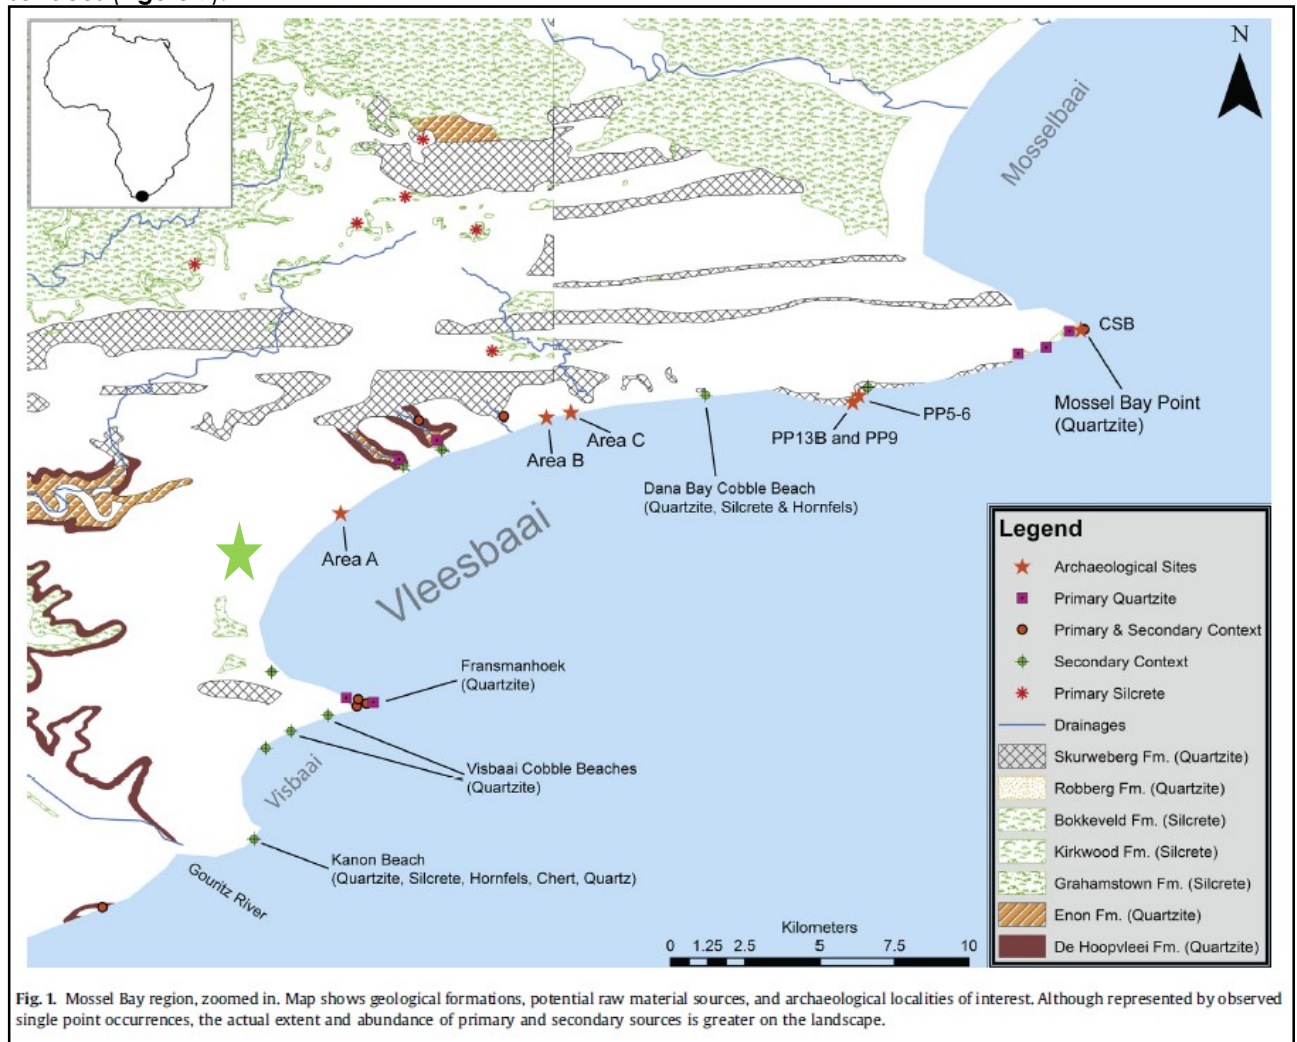 N
Mosselbaai
CSB
Mossel Bay Point
(Quartzite)
PP5-6
PP13B and PP9
Area C
Area B
Dana Bay Cobble Beach
(Quartzite, Silcrete & Hornfels)
Area A
Vleesbaai
Fransmanhoek
(Quartzite)
Visbaai Cobble Beaches
(Quartzite)
Visbaai
Kanon Beach
(Quartzite, Silcrete, Hornfels, Chert, Quartz)
Gouritz River
Kilometers
0 1.25 2.5 5 7.5 10
Legend
Archaeological Sites
Primary Quartzite
Primary & Secondary Context
Secondary Context
Primary Silcrete
Drainages
Skurweberg Fm. (Quartzite)
Robberg Fm. (Quartzite)
Bokkeveld Fm. (Silcrete)
Kirkwood Fm. (Silcrete)
Grahamstown Fm. (Silcrete)
Enon Fm. (Quartzite)
De Hoopvleei Fm. (Quartzite)
Fig. 1. Mossel Bay region, zoomed in. Map shows geological formations, potential raw material sources, and archaeological localities of interest. Although represented by observed
single point occurrences, the actual extent and abundance of primary and secondary sources is greater on the landscape.